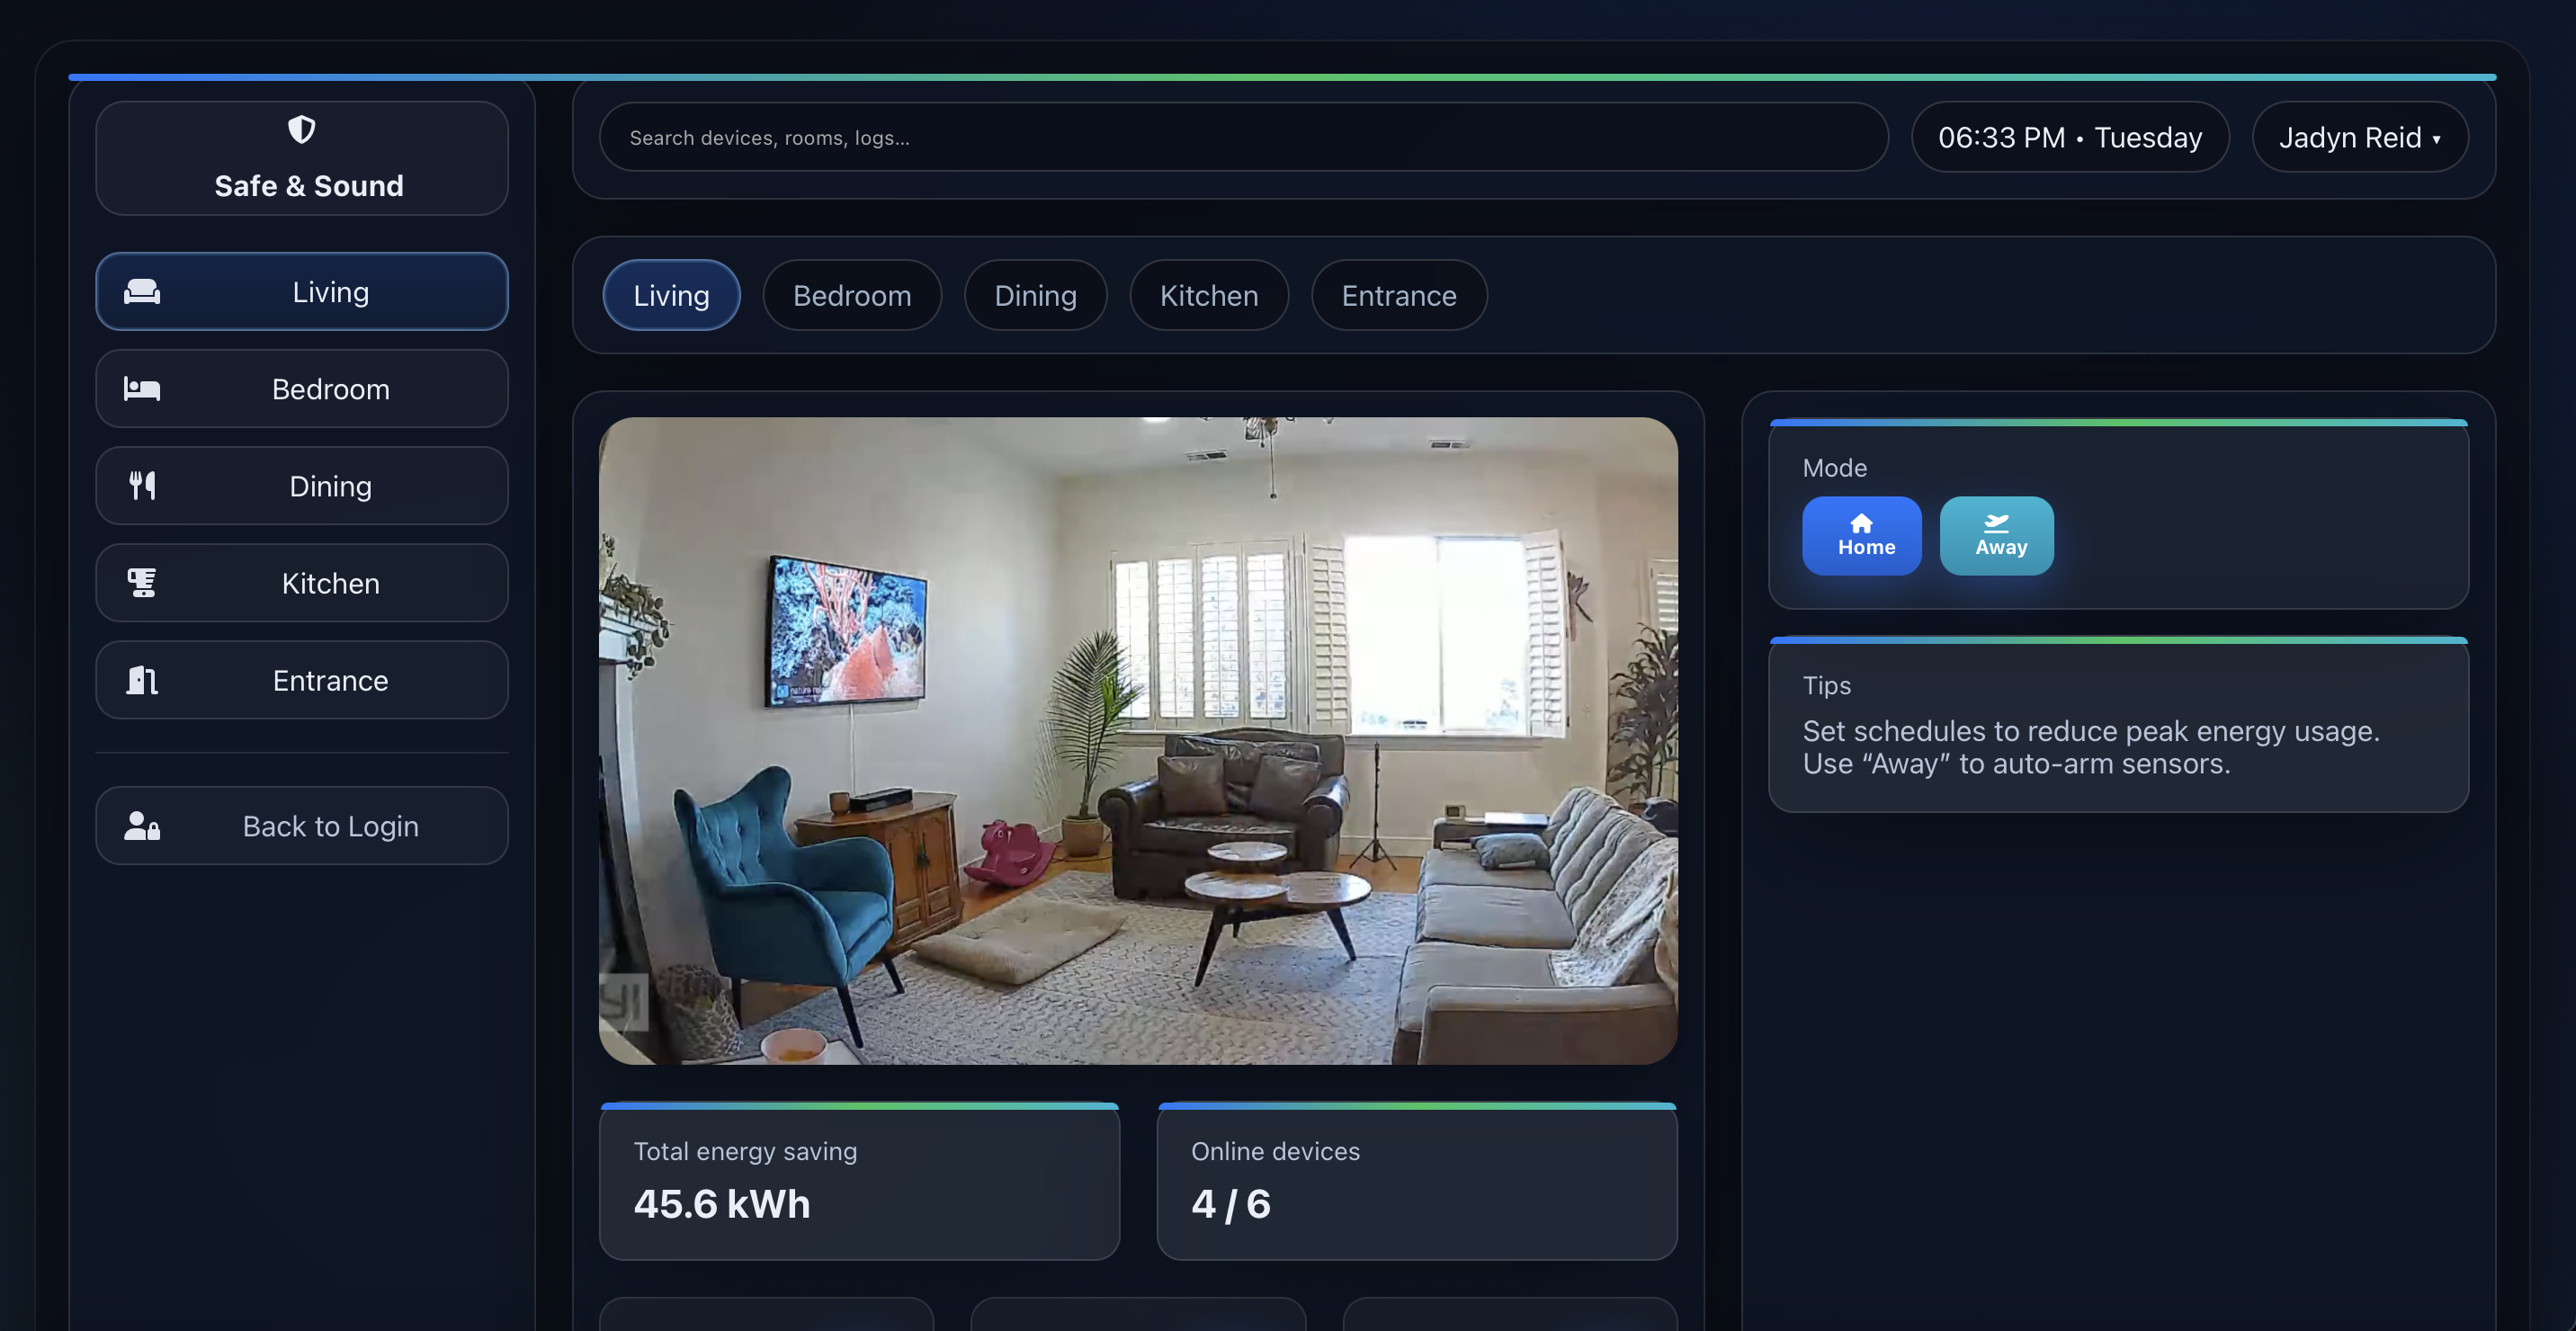 Safe & Sound
Living
Bedroom
Dining
Kitchen
Entrance
Back to Login
Search devices, rooms, logs...
06:33 PM • Tuesday
Jadyn Reid ▾
Living
Bedroom
Dining
Kitchen
Entrance
YI
Total energy saving
45.6 kWh
Online devices
4 / 6
Mode
Home
Away
Tips
Set schedules to reduce peak energy usage.
Use “Away” to auto-arm sensors.